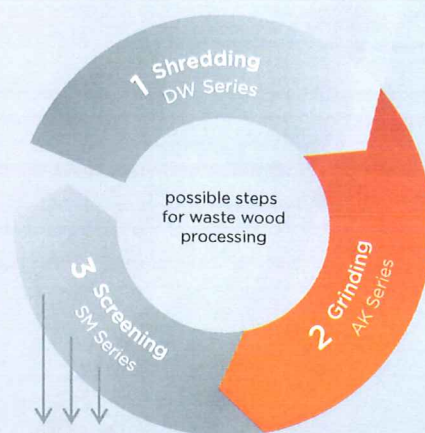 1 Shredding
DW Series
possible steps
for waste wood
processing
2 Grinding
AK Series
3 Screening
SM Series